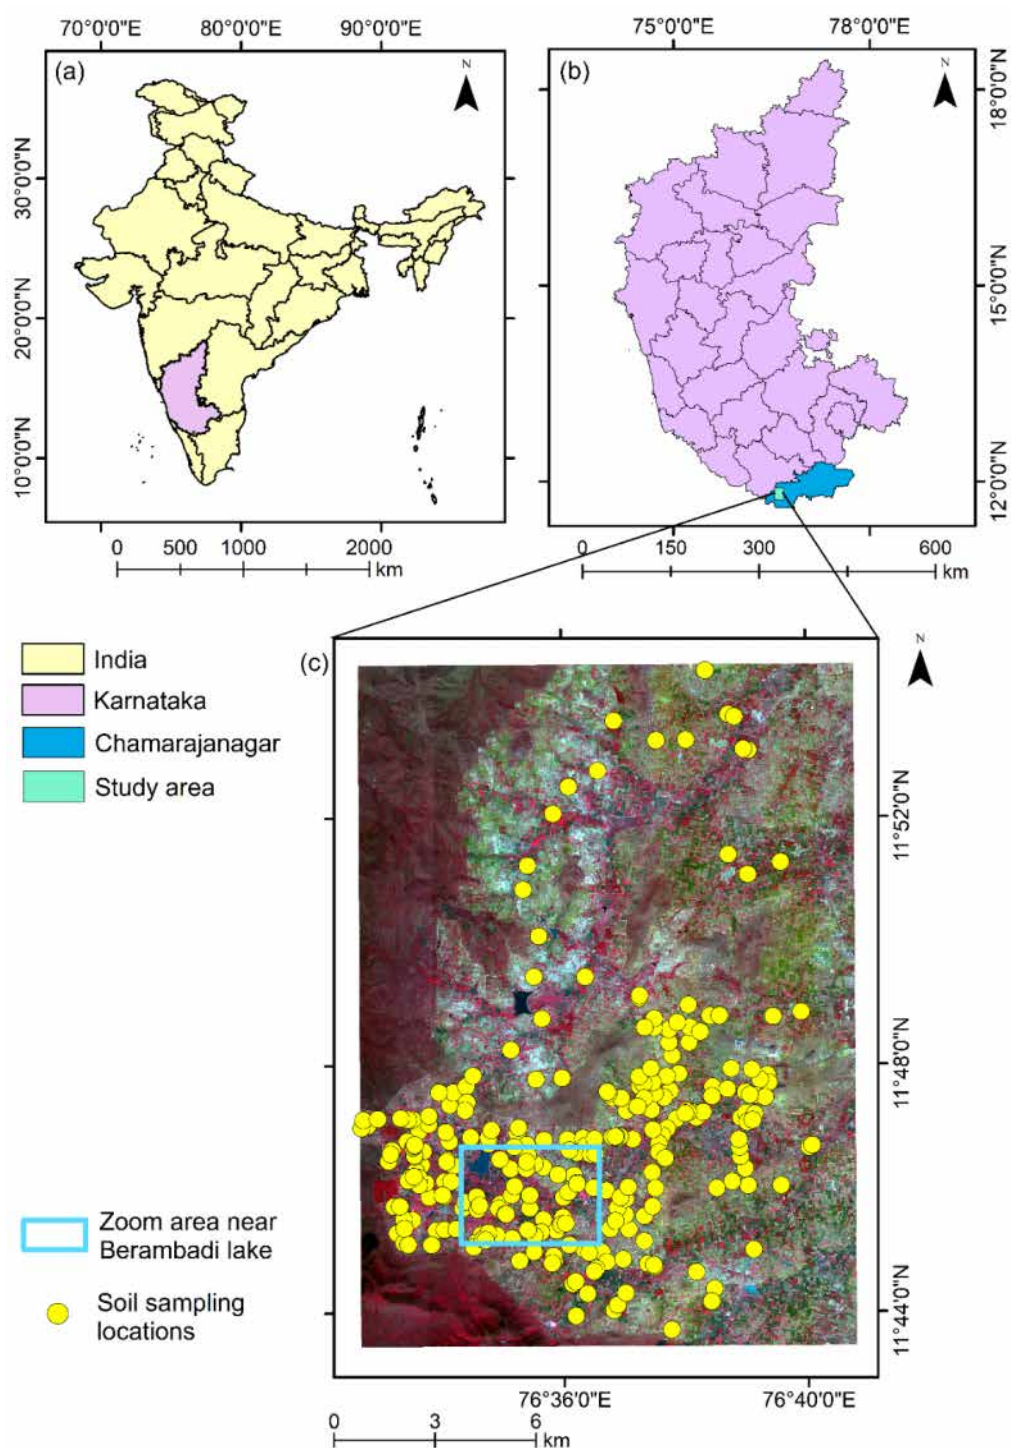 70°0'0"E 80°0'0"E 90°0'0"E
75°0'0"E 78°0'0"E
(a)
N
(b)
N
30°0'0"N
20°0'0"N
10°0'0"N
18°0'0"N
15°0'0"N
12°0'0"N
0 500 1000 2000
km
0 150 300 600
km
India
Karnataka
Chamarajanagar
Study area
(c)
N
11°52'0"N
11°48'0"N
11°44'0"N
Zoom area near
Berambadi lake
Soil sampling
locations
76°36'0"E 76°40'0"E
0 3 6
km